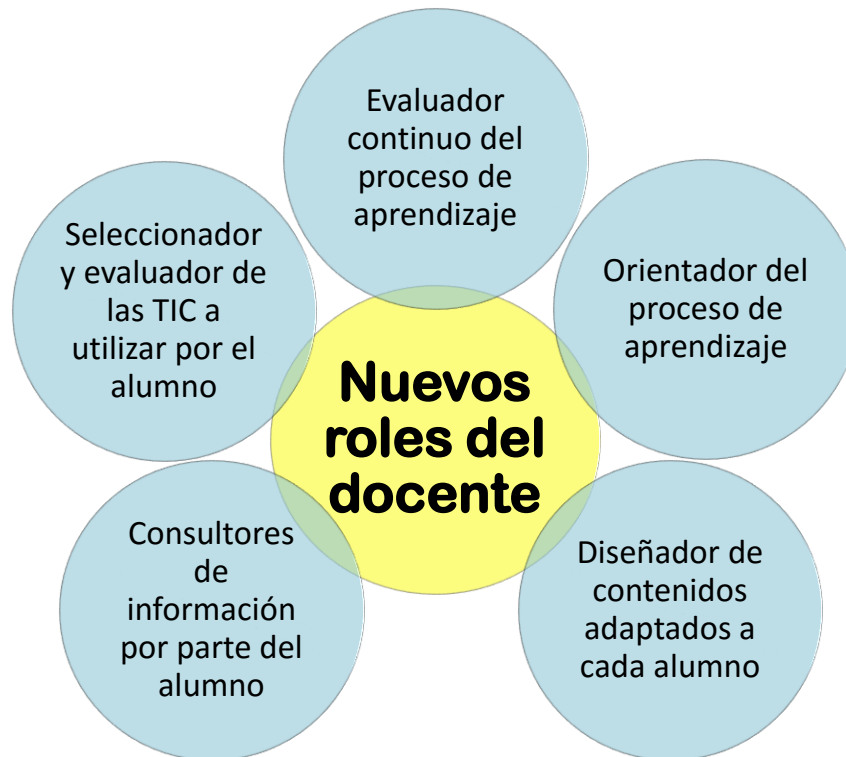 Evaluador
continuo del
proceso de
aprendizaje
Seleccionador
y evaluador de
las TIC a
utilizar por el
alumno
Orientador del
proceso de
aprendizaje
Nuevos
roles del
docente
Consultores
de
información
por parte del
alumno
Diseñador de
contenidos
adaptados a
cada alumno